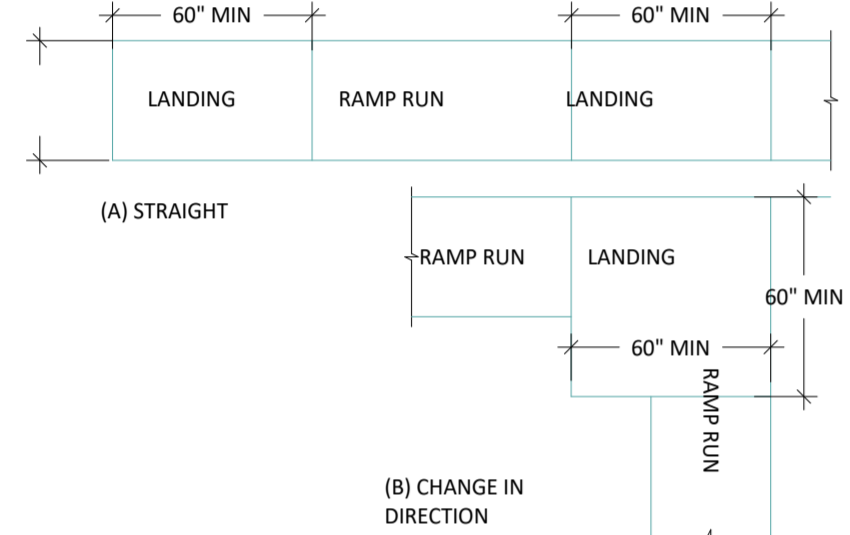 60" MIN
60" MIN
LANDING
RAMP RUN
LANDING
(A) STRAIGHT
RAMP RUN
LANDING
60" MIN
60" MIN
RAMP RUN
(B) CHANGE IN
DIRECTION